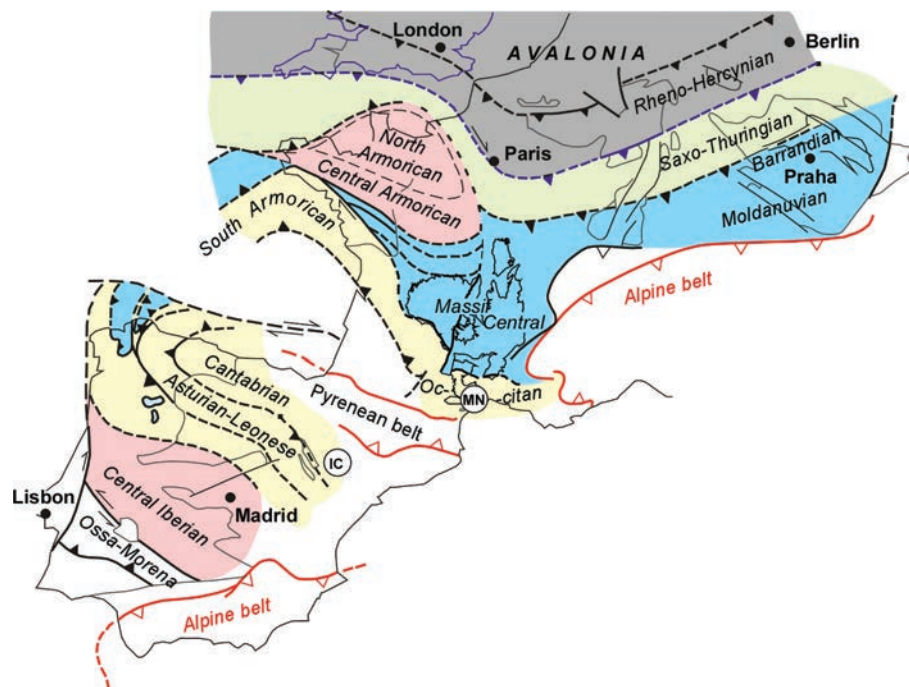 London
AVALONIA
Berlin
Rheno-Hercynian
North
Armorican
Paris
Saxo-Thuringian
Barrandian
Praha
Central Armorican
Moldanuvian
South Armorican
Alpine belt
Massif
Central
Cantabrian
Pyrenean belt
Oc-
MN
-citan
Asturian-Leonese
IC
Lisbon
Central Iberian
Madrid
Ossa-Morena
Alpine belt